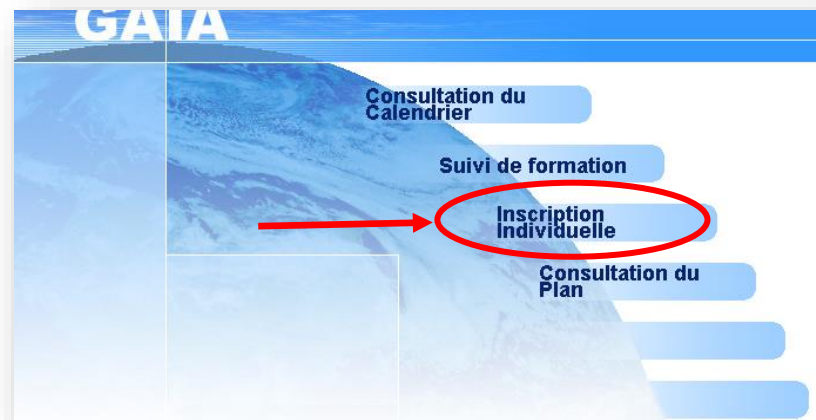 GAIA
Consultation du
Calendrier
Suivi de formation
Inscription
Individuelle
Consultation du
Plan